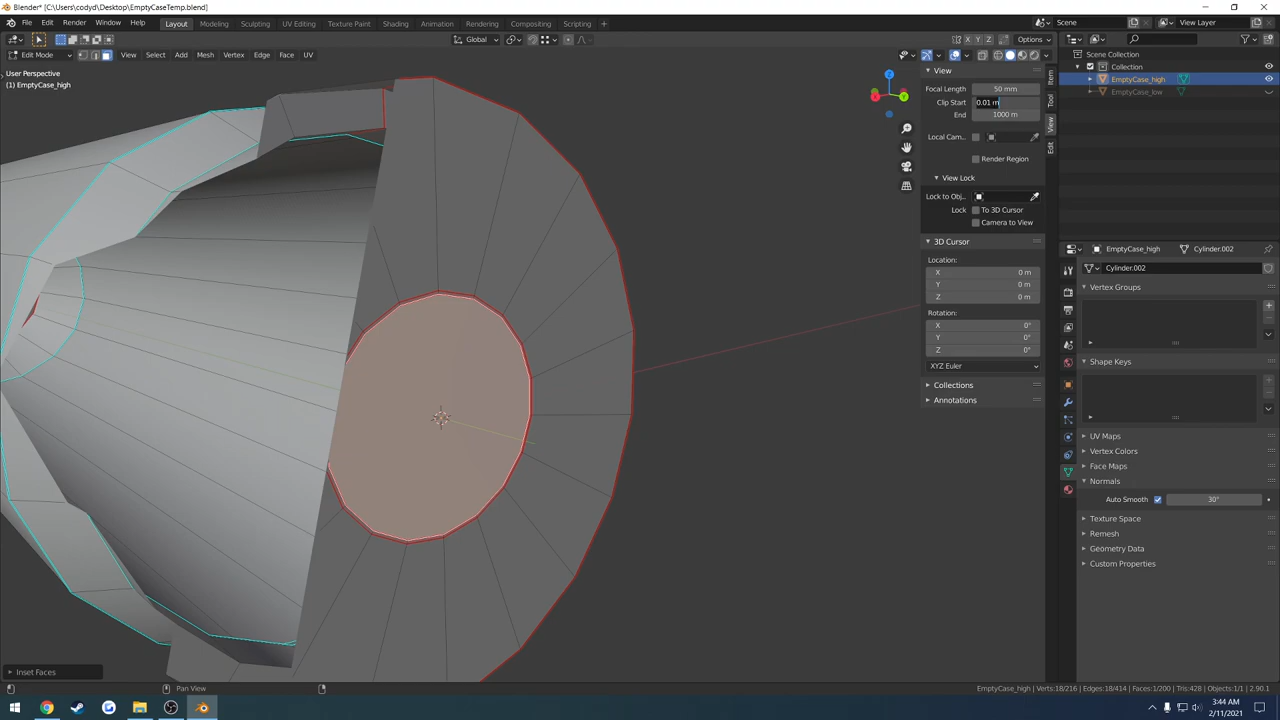 Blender* [C:\Users\codyd\Desktop\EmptyCaseTemp.blend]
File Edit Render Window Help Layout Modeling Sculpting UV Editing Texture Paint Shading Animation Rendering Compositing Scripting + Scene View Layer
Global X Y Z Options
Edit Mode View Select Add Mesh Vertex Edge Face UV
User Perspective
(1) EmptyCase_high
View
Focal Length 50 mm
Clip Start 0.01 m
End 1000 m
Local Cam...
Render Region
View Lock
Lock to Obj...
Lock To 3D Cursor
Camera to View
3D Cursor
Location:
X 0 m
Y 0 m
Z 0 m
Rotation:
X 0°
Y 0°
Z 0°
XYZ Euler
Collections
Annotations
Item
Tool
View
Edit
Scene Collection
Collection
EmptyCase_high
EmptyCase_low
EmptyCase_high Cylinder.002
Cylinder.002
Vertex Groups
Shape Keys
UV Maps
Vertex Colors
Face Maps
Normals
Auto Smooth 30°
Texture Space
Remesh
Geometry Data
Custom Properties
Inset Faces
Pan View
EmptyCase_high | Verts:18/216 | Edges:18/414 | Faces:1/200 | Tris:428 | Objects:1/1 | 2.90.1
3:44 AM
2/11/2021